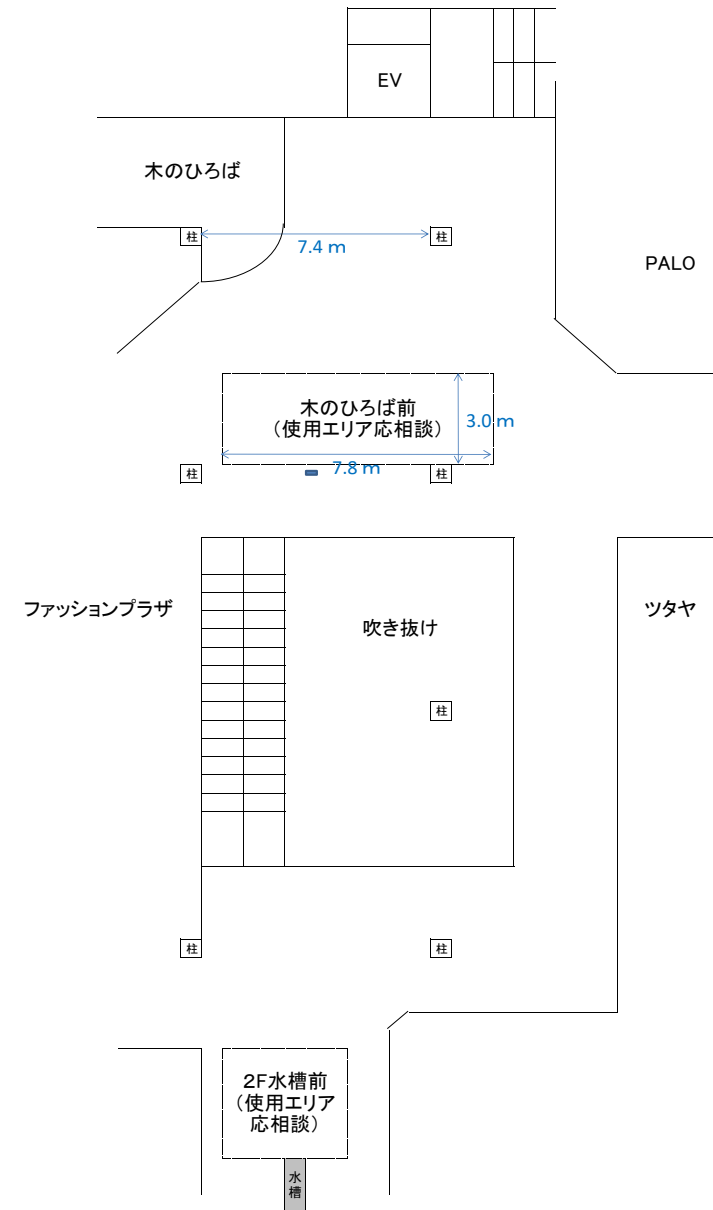 EV
木のひろば
柱
柱
7.4 m
PALO
木のひろば前
（使用エリア応相談）
3.0 m
7.8 m
柱
柱
ファッションプラザ
吹き抜け
ツタヤ
柱
柱
柱
2F水槽前
（使用エリア
応相談）
水
槽